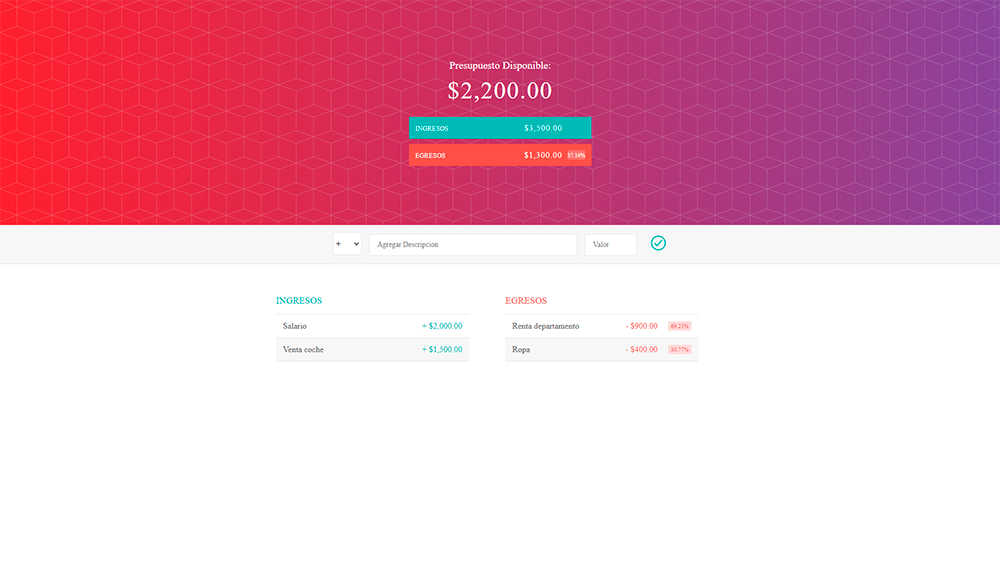 Presupuesto Disponible:
$2,200.00
INGRESOS $3,500.00
EGRESOS $1,300.00 37.14%
+ Agregar Descripcion Valor
INGRESOS
Salario + $2,000.00
Venta coche + $1,500.00
EGRESOS
Renta departamento - $900.00 69.23%
Ropa - $400.00 30.77%